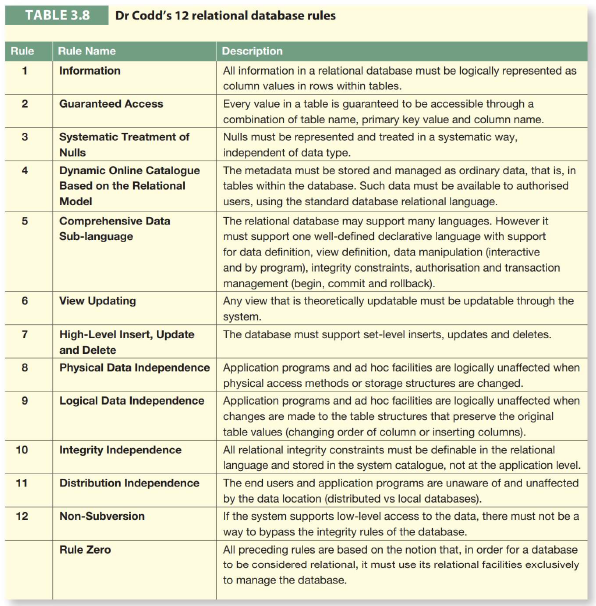 TABLE 3.8 Dr Codd's 12 relational database rules
Rule Rule Name Description
1 Information All information in a relational database must be logically represented as
column values in rows within tables.
2 Guaranteed Access Every value in a table is guaranteed to be accessible through a
combination of table name, primary key value and column name.
3 Systematic Treatment of Nulls must be represented and treated in a systematic way,
Nulls independent of data type.
4 Dynamic Online Catalogue The metadata must be stored and managed as ordinary data, that is, in
Based on the Relational tables within the database. Such data must be available to authorised
Model users, using the standard database relational language.
5 Comprehensive Data The relational database may support many languages. However it
Sub-language must support one well-defined declarative language with support
for data definition, view definition, data manipulation (interactive
and by program), integrity constraints, authorisation and transaction
management (begin, commit and rollback).
6 View Updating Any view that is theoretically updatable must be updatable through the
system.
7 High-Level Insert, Update The database must support set-level inserts, updates and deletes.
and Delete
8 Physical Data Independence Application programs and ad hoc facilities are logically unaffected when
physical access methods or storage structures are changed.
9 Logical Data Independence Application programs and ad hoc facilities are logically unaffected when
changes are made to the table structures that preserve the original
table values (changing order of column or inserting columns).
10 Integrity Independence All relational integrity constraints must be definable in the relational
language and stored in the system catalogue, not at the application level.
11 Distribution Independence The end users and application programs are unaware of and unaffected
by the data location (distributed vs local databases).
12 Non-Subversion If the system supports low-level access to the data, there must not be a
way to bypass the integrity rules of the database.
Rule Zero All preceding rules are based on the notion that, in order for a database
to be considered relational, it must use its relational facilities exclusively
to manage the database.